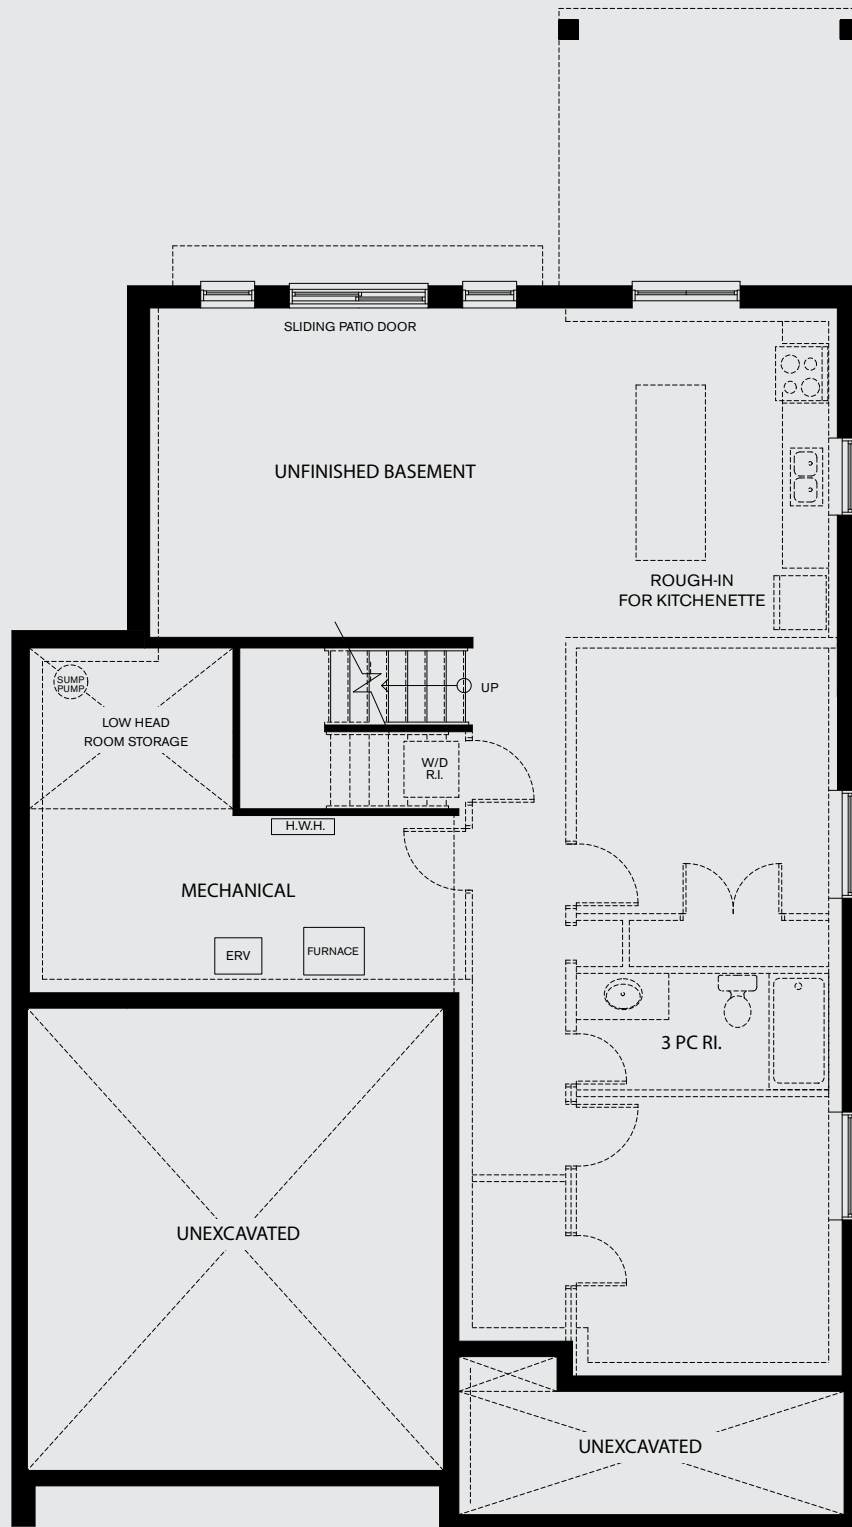 SLIDING PATIO DOOR
UNFINISHED BASEMENT
ROUGH-IN
FOR KITCHENETTE
SUMP
PUMP
UP
LOW HEAD
ROOM STORAGE
W/D
R.I.
H.W.H.
MECHANICAL
ERV
FURNACE
3 PC RI.
UNEXCAVATED
UNEXCAVATED